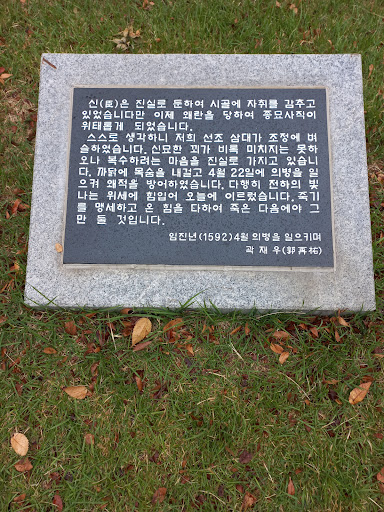 신(臣)은 진실로 둔하여 시골에 자취를 감추고
있었습니다만 이제 왜란을 당하여 종묘사직이
위태롭게 되었습니다.
스스로 생각하니 저희 선조 삼대가 조정에 벼
슬하였습니다. 신묘한 꾀가 비록 미치지는 못하
오나 복수하려는 마음을 진실로 가지고 있습니
다. 까닭에 목숨을 내걸고 4월 22일에 의병을 일
으켜 왜적을 방어하였습니다. 다행히 전하의 빛
나는 위세에 힘입어 오늘에 이르렀습니다. 죽기
를 맹세하고 온 힘을 다하여 죽은 다음에야 그
만 둘 것입니다.
임진년(1592)4월 의병을 일으키며
곽재우(郭再祐)